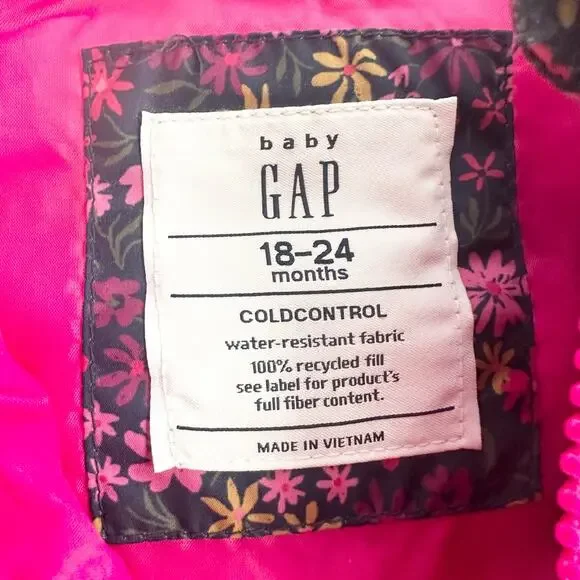 baby
GAP
18-24
months
COLDCONTROL
water-resistant fabric
100% recycled fill
see label for product's
full fiber content.
MADE IN VIETNAM